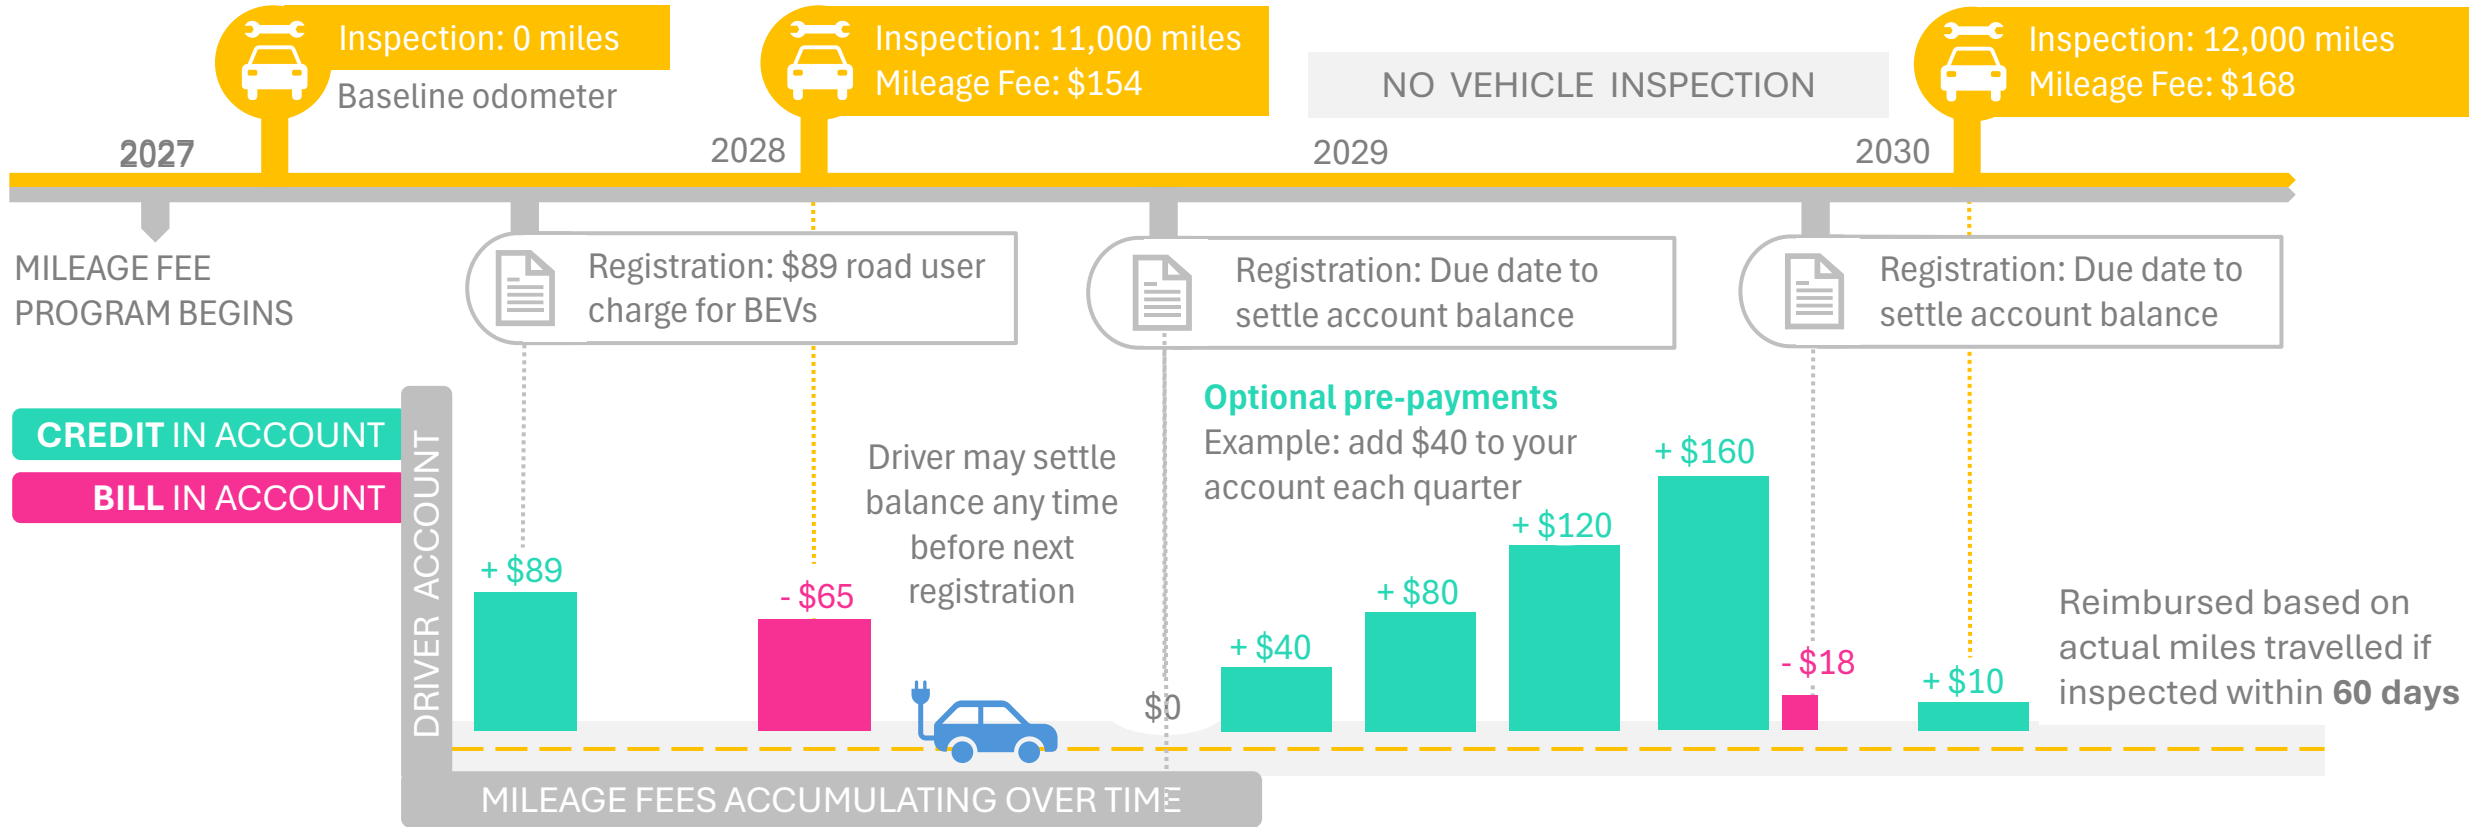 Inspection: 0 miles
Baseline odometer
Inspection: 11,000 miles
Mileage Fee: $154
NO VEHICLE INSPECTION
Inspection: 12,000 miles
Mileage Fee: $168
2027
2028
2029
2030
MILEAGE FEE
PROGRAM BEGINS
Registration: $89 road user
charge for BEVs
Registration: Due date to
settle account balance
Registration: Due date to
settle account balance
CREDIT IN ACCOUNT
BILL IN ACCOUNT
DRIVER ACCOUNT
+ $89
- $65
Driver may settle
balance any time
before next
registration
$0
Optional pre-payments
Example: add $40 to your
account each quarter
+ $40
+ $80
+ $120
+ $160
- $18
+ $10
Reimbursed based on
actual miles travelled if
inspected within 60 days
MILEAGE FEES ACCUMULATING OVER TIME